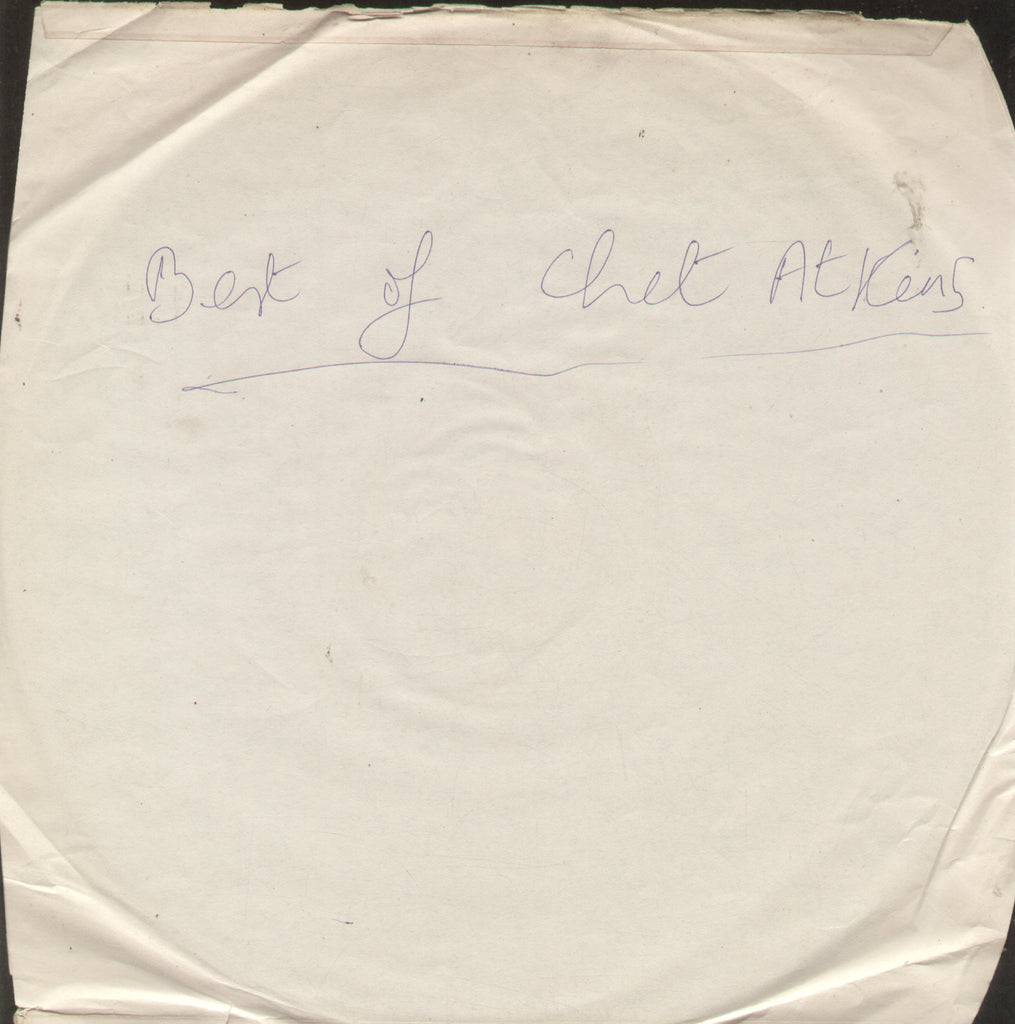 Best of Chet Atkins